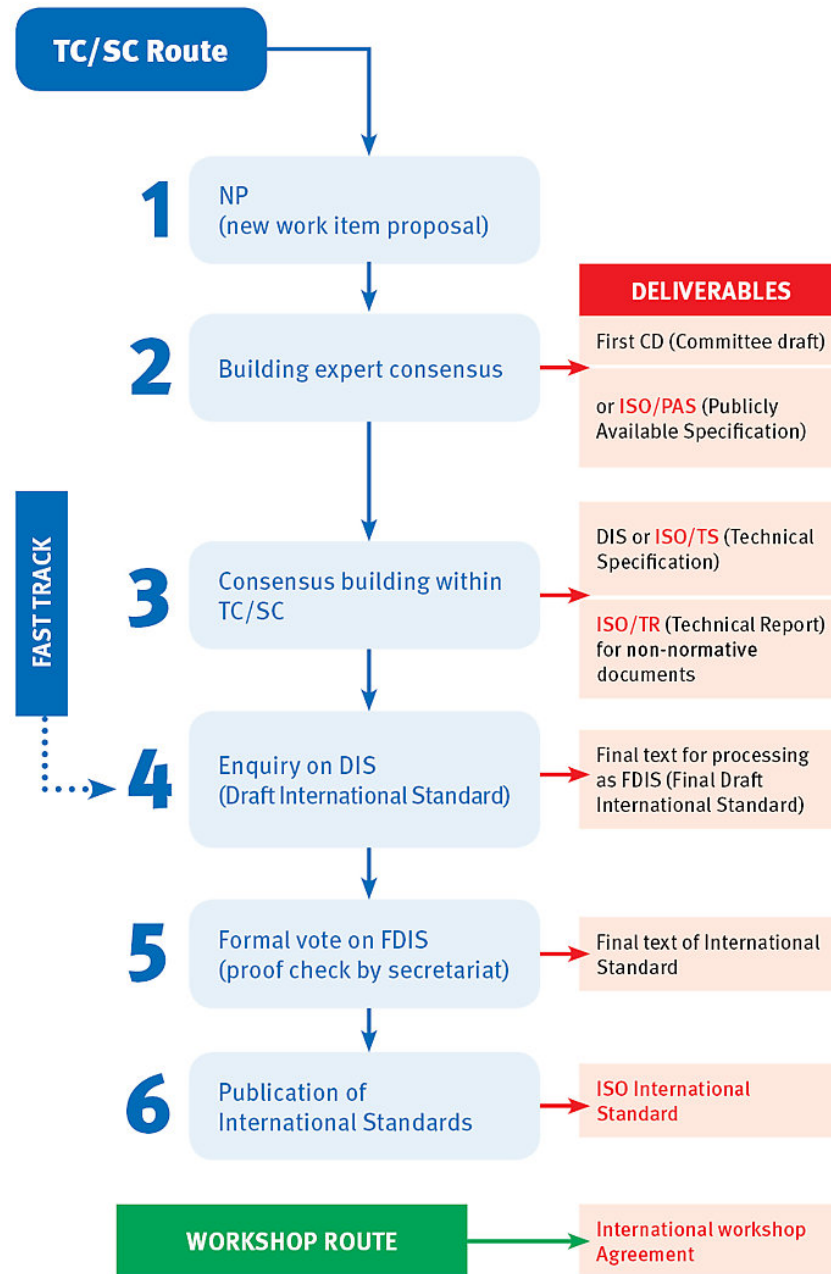 TC/SC Route
1
NP
(new work item proposal)
DELIVERABLES
2
Building expert consensus
First CD (Committee draft)
or ISO/PAS (Publicly
Available Specification)
FAST TRACK
3
Consensus building within
TC/SC
DIS or ISO/TS (Technical
Specification)
ISO/TR (Technical Report)
for non-normative
documents
4
Enquiry on DIS
(Draft International Standard)
Final text for processing
as FDIS (Final Draft
International Standard)
5
Formal vote on FDIS
(proof check by secretariat)
Final text of International
Standard
6
Publication of
International Standards
ISO International
Standard
WORKSHOP ROUTE
International workshop
Agreement